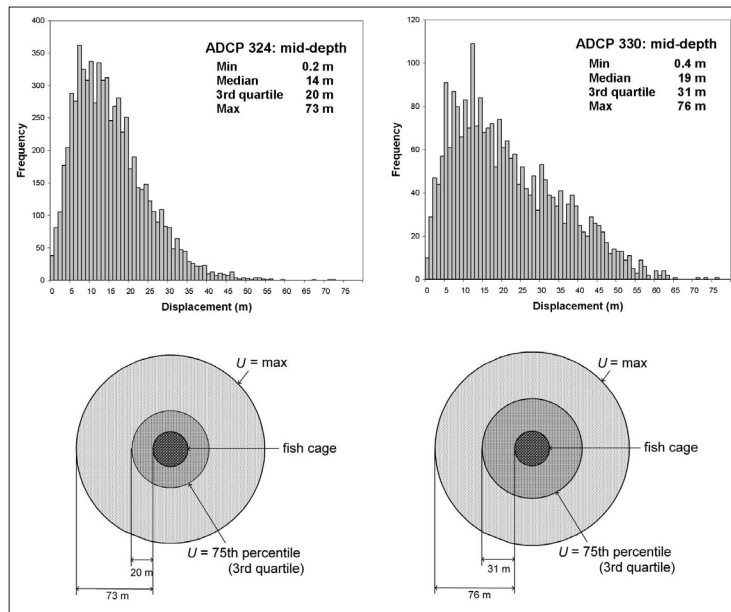 ADCP 324: mid-depth
Min 0.2 m
Median 14 m
3rd quartile 20 m
Max 73 m
Frequency
400
350
300
250
200
150
100
50
0
0 5 10 15 20 25 30 35 40 45 50 55 60 65 70 75
Displacement (m)
ADCP 330: mid-depth
Min 0.4 m
Median 19 m
3rd quartile 31 m
Max 76 m
Frequency
120
100
80
60
40
20
0
0 5 10 15 20 25 30 35 40 45 50 55 60 65 70 75
Displacement (m)
U = max
fish cage
U = 75th percentile
(3rd quartile)
20 m
73 m
U = max
fish cage
U = 75th percentile
(3rd quartile)
31 m
76 m